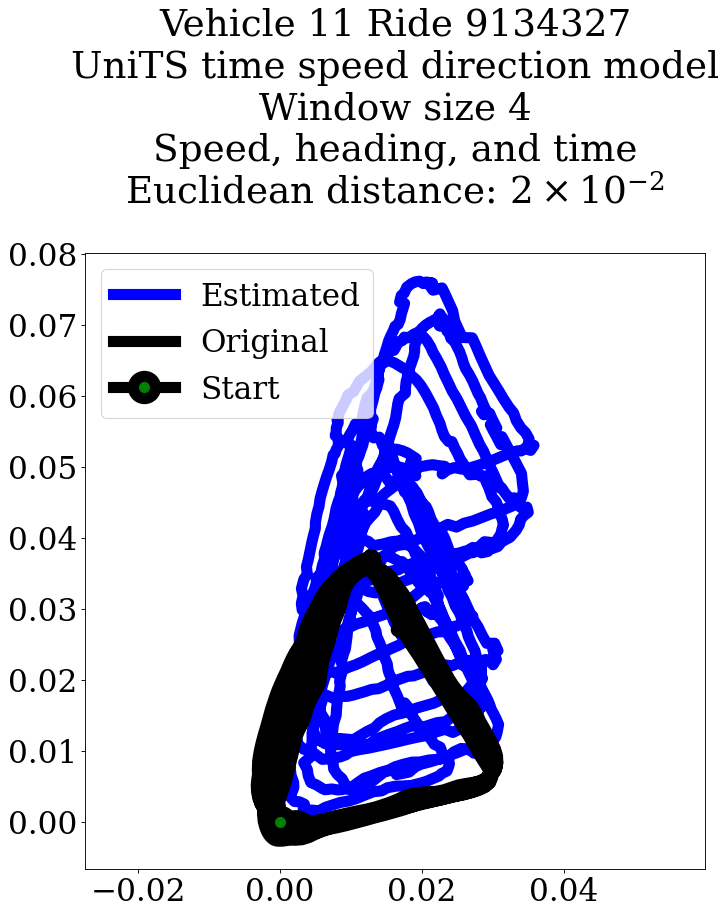 Vehicle 11 Ride 9134327
UniTS time speed direction model
Window size 4
Speed, heading, and time
Euclidean distance: $2 \times 10^{-2}$
0.08
0.07
0.06
0.05
0.04
0.03
0.02
0.01
0.00
Estimated
Original
Start
−0.02 0.00 0.02 0.04